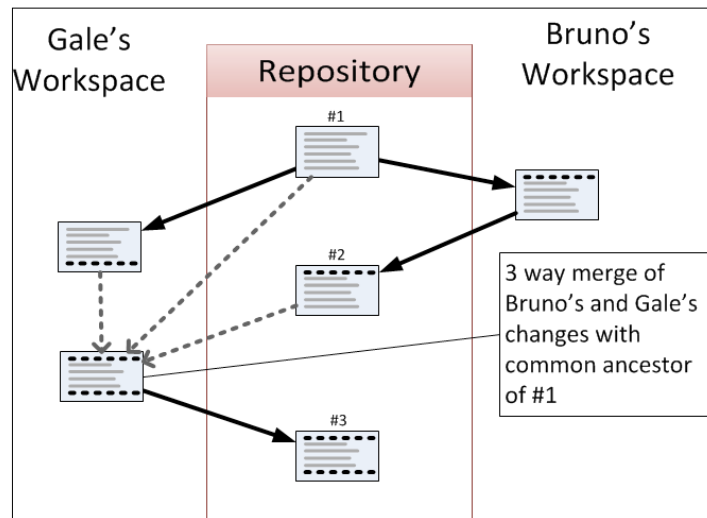 Gale's
Workspace
Repository
Bruno's
Workspace
#1
#2
3 way merge of
Bruno's and Gale's
changes with
common ancestor
of #1
#3